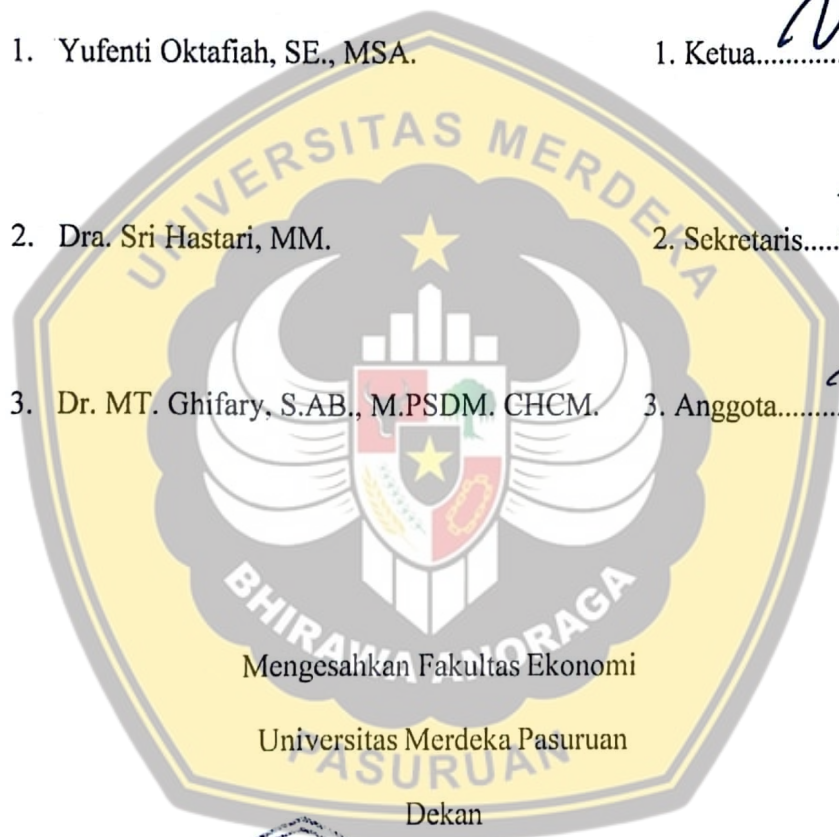 1. Yufenti Oktafiah, SE., MSA. 1. Ketua..............
UNIVERSITAS MERDEKA
2. Dra. Sri Hastari, MM. 2. Sekretaris.....
3. Dr. MT. Ghifary, S.AB., M.PSDM. CHCM. 3. Anggota.........
BHIRAWA ANORAGA
Mengesahkan Fakultas Ekonomi
Universitas Merdeka Pasuruan
PASURUAN
Dekan